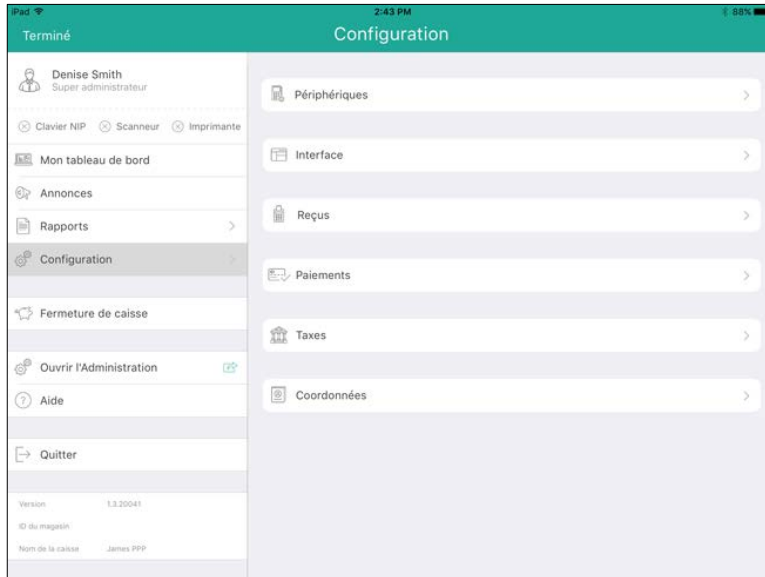 iPad 2:43 PM 88%
Terminé Configuration
Denise Smith
Super administrateur
Clavier NIP Scanneur Imprimante
Mon tableau de bord
Annonces
Rapports
Configuration
Fermeture de caisse
Ouvrir l'Administration
Aide
Quitter
Version 1.3.20041
ID du magasin
Nom de la caisse James PPP
Périphériques
Interface
Reçus
Paiements
Taxes
Coordonnées